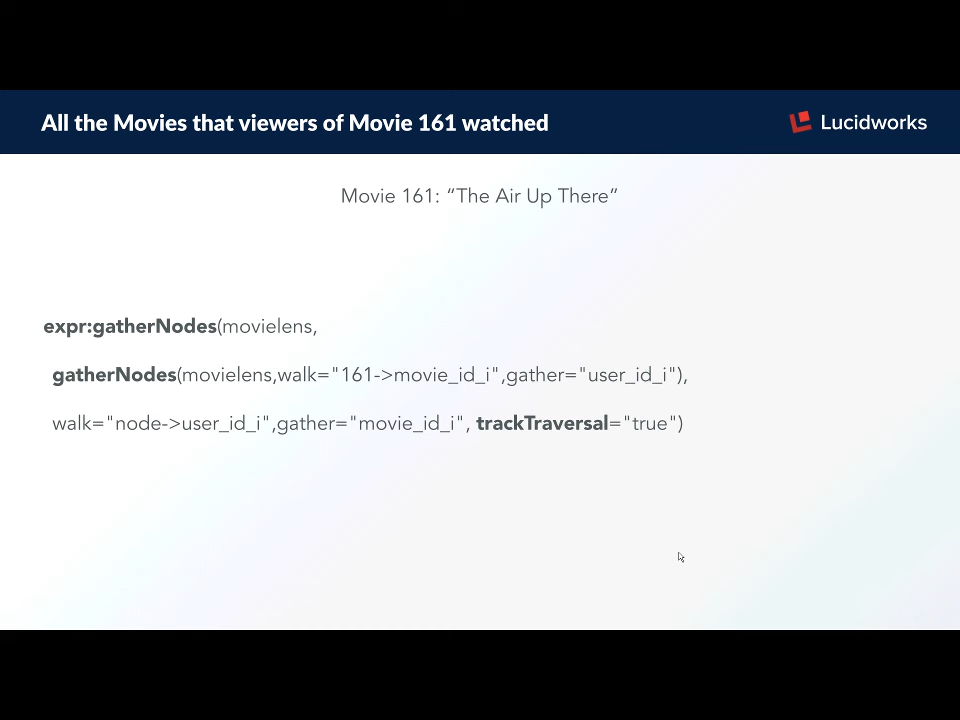 All the Movies that viewers of Movie 161 watched
Lucidworks
Movie 161: “The Air Up There”
expr:gatherNodes(movielens,
gatherNodes(movielens,walk="161->movie_id_i",gather="user_id_i"),
walk="node->user_id_i",gather="movie_id_i", trackTraversal="true")